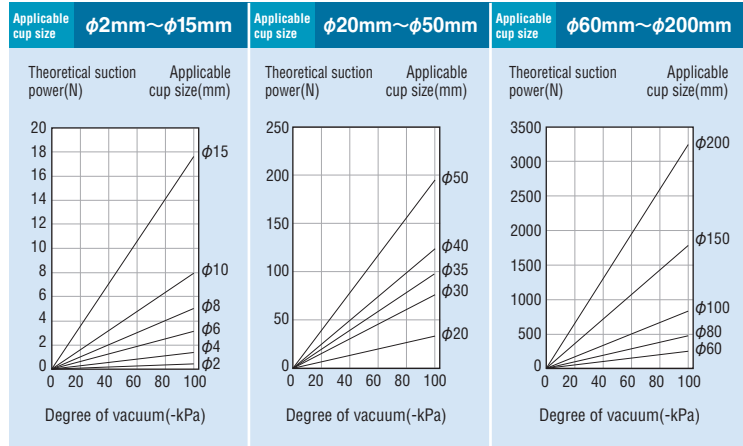 Applicable
cup size
φ2mm～φ15mm
Theoretical suction
power(N)
Applicable
cup size(mm)
20
18
16
14
12
10
8
6
4
2
0
φ15
φ10
φ8
φ6
φ4
φ2
0 20 40 60 80 100
Degree of vacuum(-kPa)
Applicable
cup size
φ20mm～φ50mm
Theoretical suction
power(N)
Applicable
cup size(mm)
250
200
150
100
50
0
φ50
φ40
φ35
φ30
φ20
0 20 40 60 80 100
Degree of vacuum(-kPa)
Applicable
cup size
φ60mm～φ200mm
Theoretical suction
power(N)
Applicable
cup size(mm)
3500
3000
2500
2000
1500
1000
500
0
φ200
φ150
φ100
φ80
φ60
0 20 40 60 80 100
Degree of vacuum(-kPa)